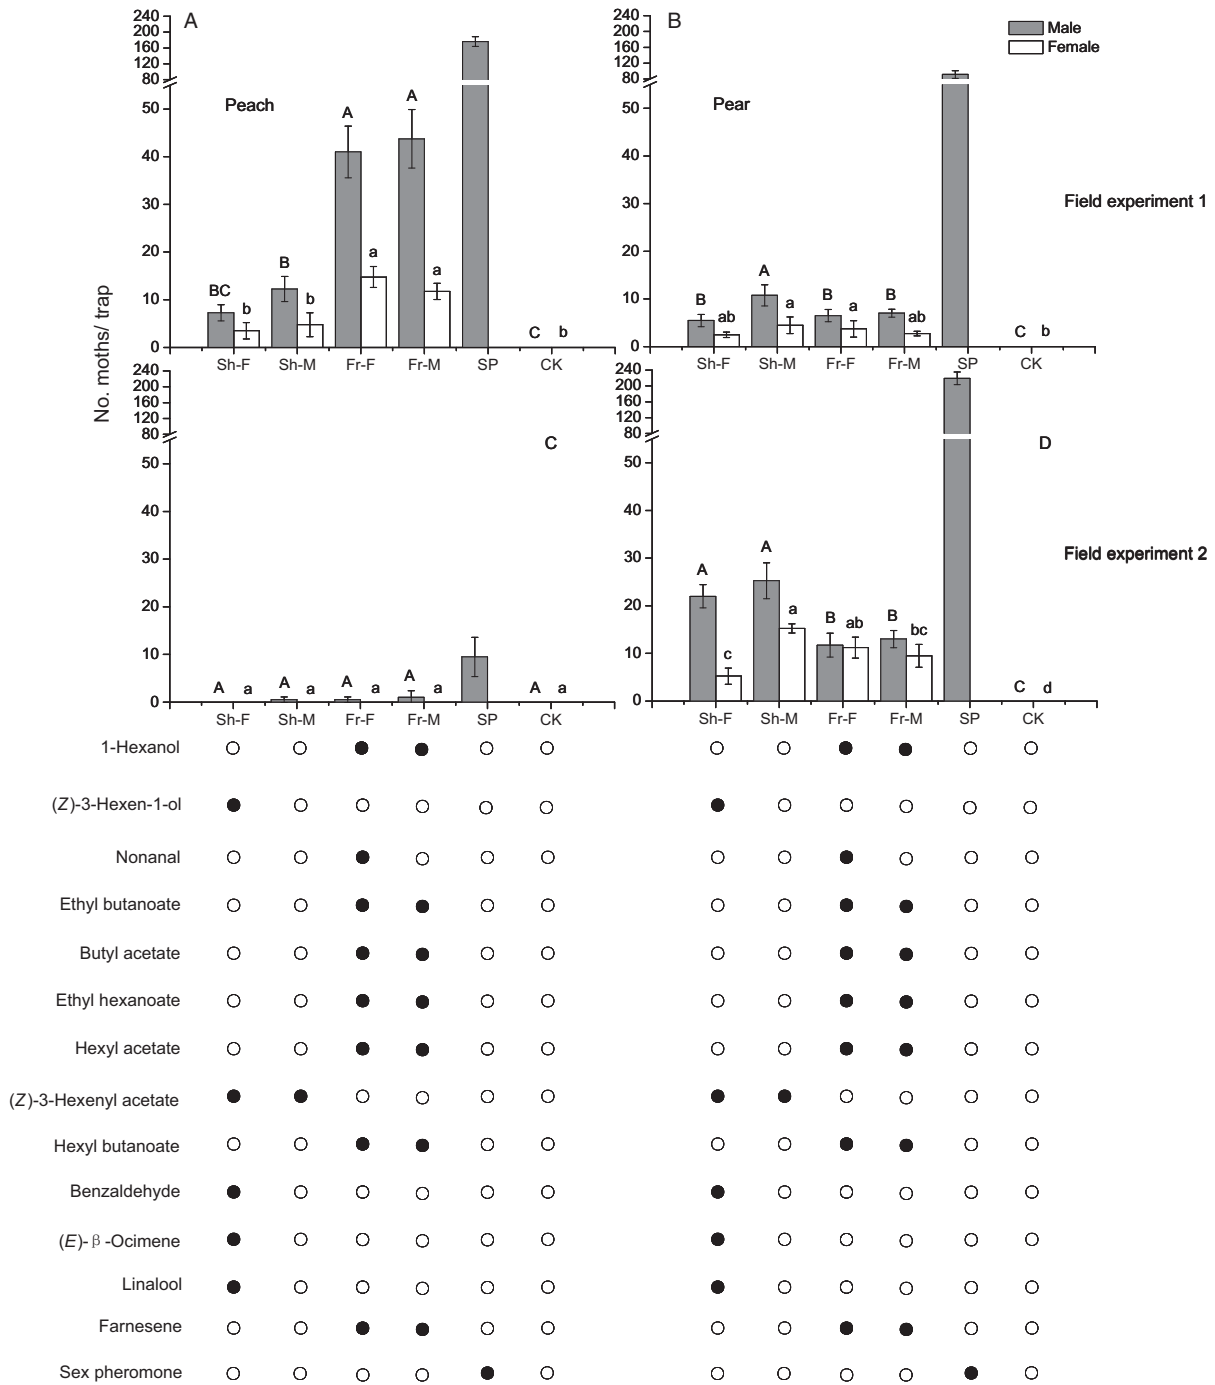 A
B
Male
Female
240
200
160
120
80
50
40
30
20
10
0
Peach
BC
b
B
b
A
a
A
a
C
b
Sh-F
Sh-M
Fr-F
Fr-M
SP
CK
240
200
160
120
80
50
40
30
20
10
0
Pear
B
ab
A
a
B
a
B
ab
C
b
Sh-F
Sh-M
Fr-F
Fr-M
SP
CK
Field experiment 1
No. moths/ trap
240
200
160
120
80
50
40
30
20
10
0
C
A
a
A
a
A
a
A
a
A
a
Sh-F
Sh-M
Fr-F
Fr-M
SP
CK
240
200
160
120
80
50
40
30
20
10
0
D
A
c
A
a
B
ab
B
bc
C
d
Sh-F
Sh-M
Fr-F
Fr-M
SP
CK
Field experiment 2
1-Hexanol
(Z)-3-Hexen-1-ol
Nonanal
Ethyl butanoate
Butyl acetate
Ethyl hexanoate
Hexyl acetate
(Z)-3-Hexenyl acetate
Hexyl butanoate
Benzaldehyde
(E)-β-Ocimene
Linalool
Farnesene
Sex pheromone